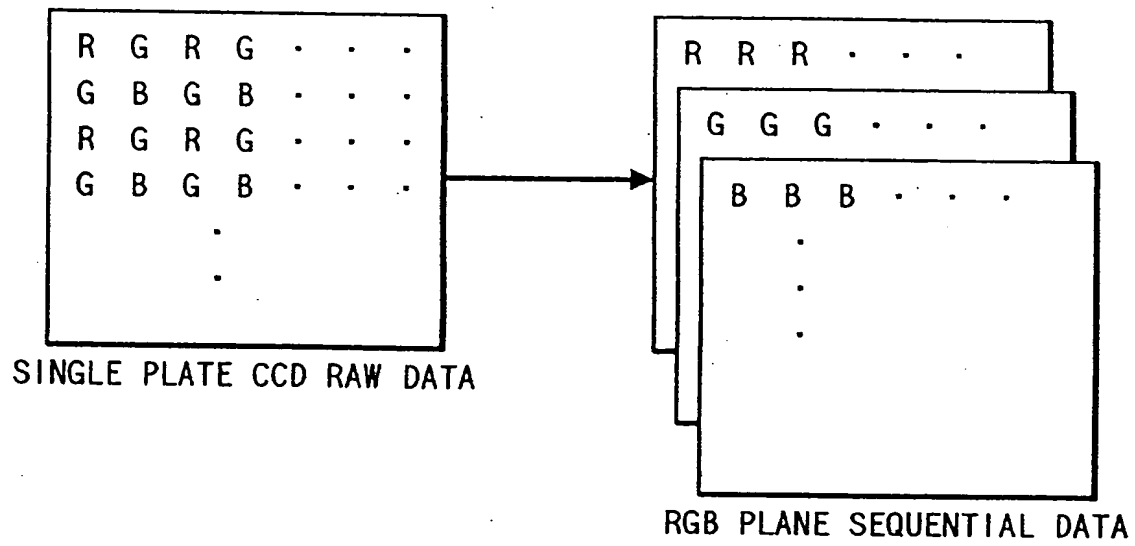 R G R G · · ·
G B G B · · ·
R G R G · · ·
G B G B · · ·
·
·
SINGLE PLATE CCD RAW DATA
R R R · · ·
G G G · · ·
B B B · · ·
·
·
·
RGB PLANE SEQUENTIAL DATA